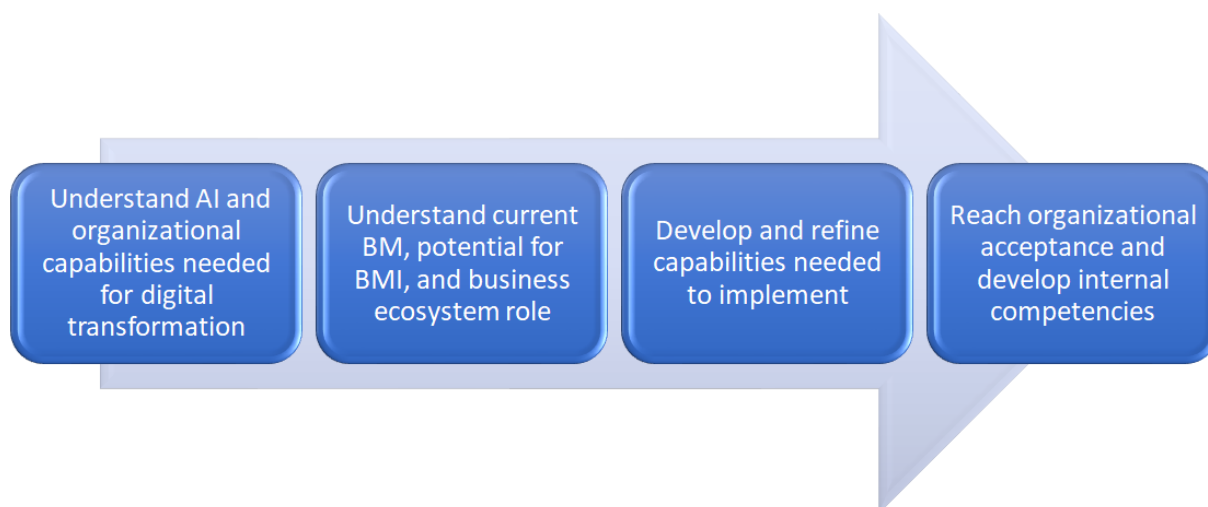 Understand AI and
organizational
capabilities needed
for digital
transformation
Understand current
BM, potential for
BMI, and business
ecosystem role
Develop and refine
capabilities needed
to implement
Reach organizational
acceptance and
develop internal
competencies